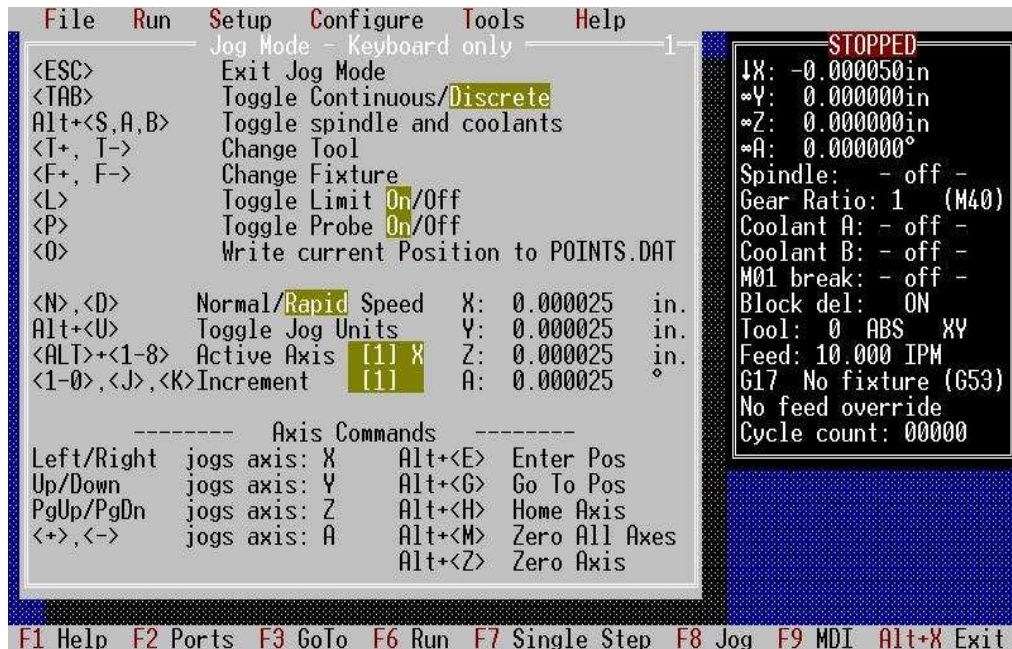 File Run Setup Configure Tools Help
Jog Mode - Keyboard only 1
<ESC> Exit Jog Mode
<TAB> Toggle Continuous/Discrete
Alt+<S,A,B> Toggle spindle and coolants
<T+, T-> Change Tool
<F+, F-> Change Fixture
<L> Toggle Limit On/Off
<P> Toggle Probe On/Off
<O> Write current Position to POINTS.DAT
<N>,<D> Normal/Rapid Speed X: 0.000025 in.
Alt+<U> Toggle Jog Units Y: 0.000025 in.
<ALT>+<1-8> Active Axis [1] X Z: 0.000025 in.
<1-0>,<J>,<K>Increment [1] A: 0.000025 °
-------- Axis Commands --------
Left/Right jogs axis: X Alt+<E> Enter Pos
Up/Down jogs axis: Y Alt+<G> Go To Pos
PgUp/PgDn jogs axis: Z Alt+<H> Home Axis
<+>,<-> jogs axis: A Alt+<M> Zero All Axes
Alt+<Z> Zero Axis
STOPPED
↓X: -0.000050in
∞Y: 0.000000in
∞Z: 0.000000in
∞A: 0.000000°
Spindle: - off -
Gear Ratio: 1 (M40)
Coolant A: - off -
Coolant B: - off -
M01 break: - off -
Block del: ON
Tool: 0 ABS XY
Feed: 10.000 IPM
G17 No fixture (G53)
No feed override
Cycle count: 00000
F1 Help F2 Ports F3 GoTo F6 Run F7 Single Step F8 Jog F9 MDI Alt+X Exit